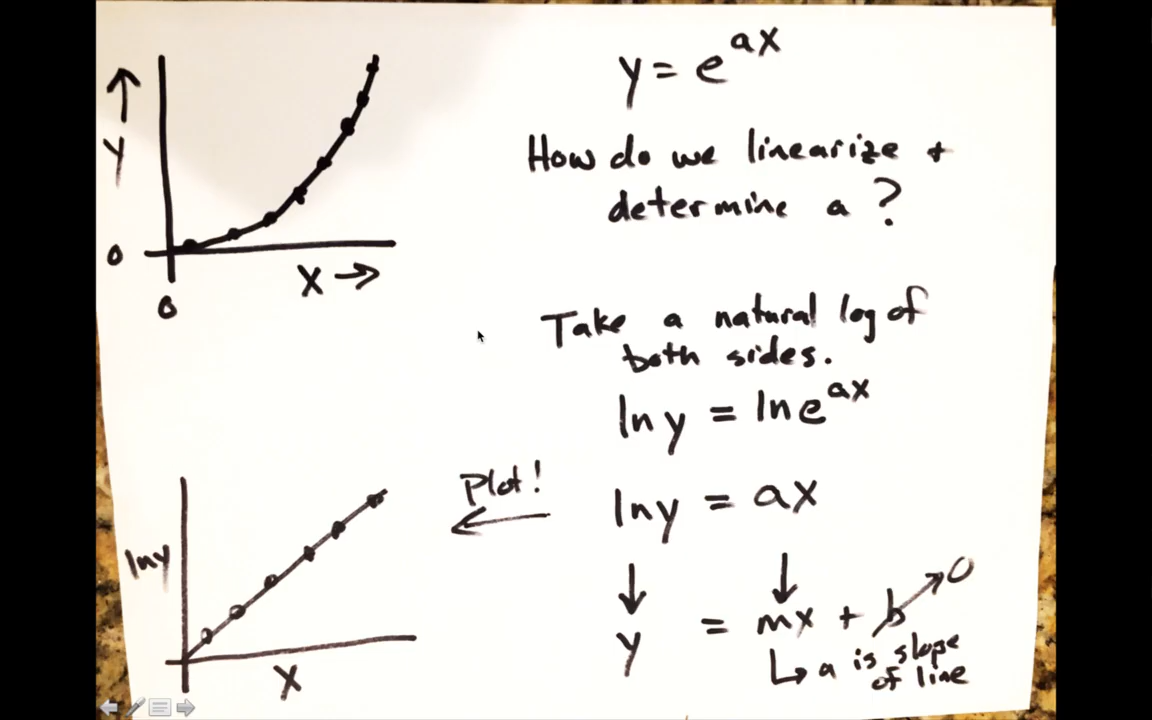 y = e^{ax}
How do we linearize +
determine a ?
↑
y
0
x →
0
Take a natural log of
both sides.
ln y = ln e^{ax}
Plot!
←
ln y = ax
↓ ↓
y = mx + b → 0
↳ a is slope
of line
ln y
x